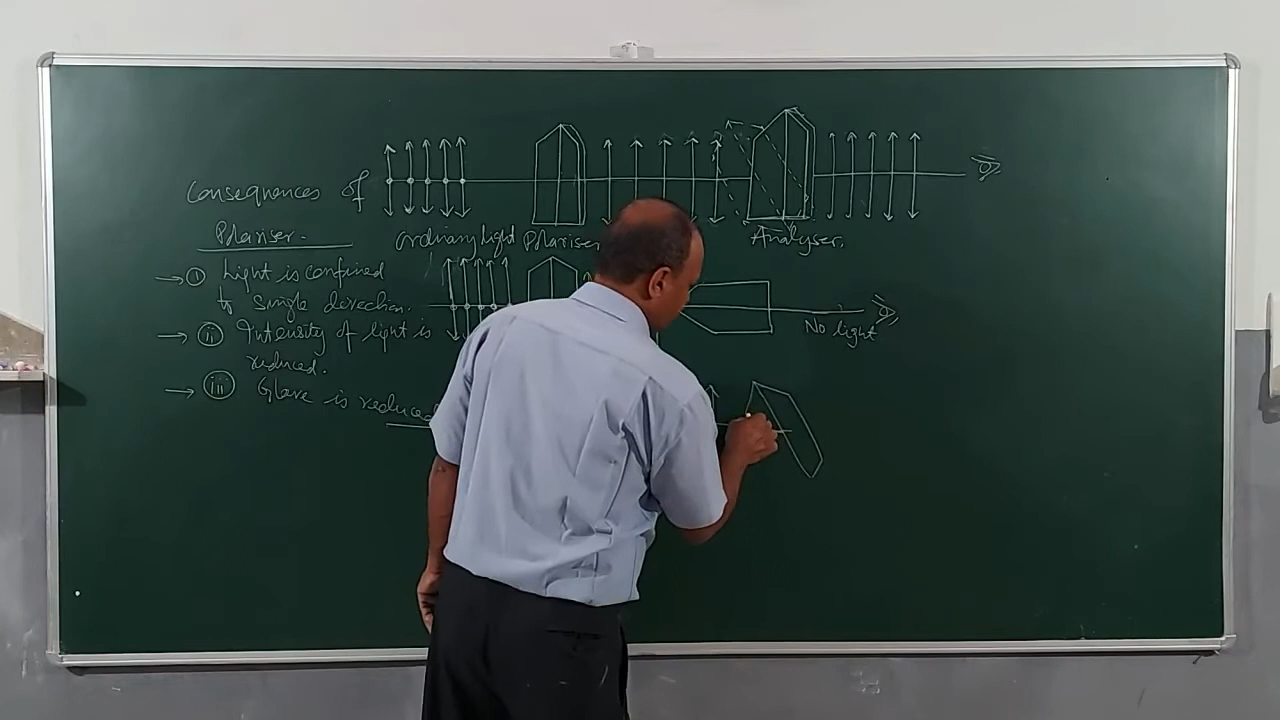 Consequences of
Polariser.
Ordinary light Polariser
Analyser.
→ (i) Light is confined
to single direction.
No light
→ (ii) Intensity of light is
reduced.
→ (iii) Glare is reduced